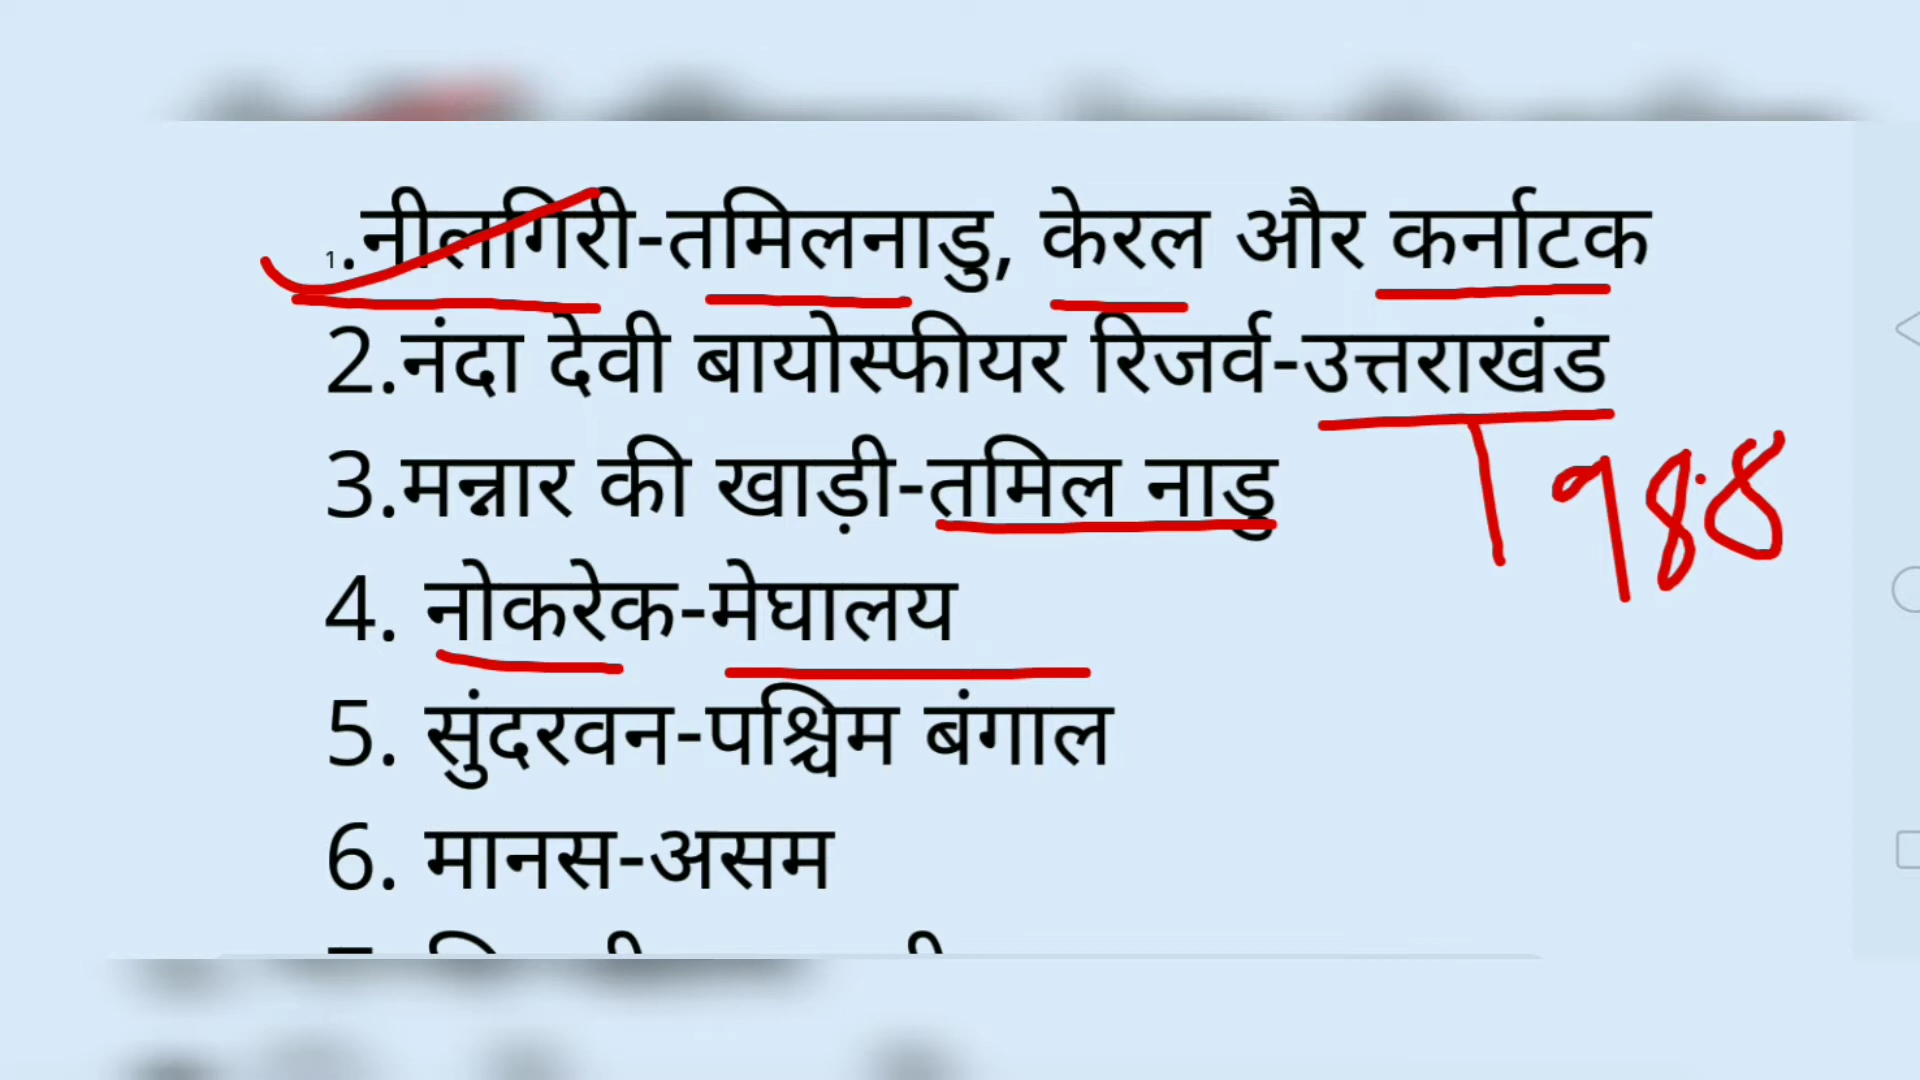 1.नीलगिरी-तमिलनाडु, केरल और कर्नाटक
2.नंदा देवी बायोस्फीयर रिजर्व-उत्तराखंड
3.मन्नार की खाड़ी-तमिल नाडु
1988
4. नोकरेक-मेघालय
5. सुंदरवन-पश्चिम बंगाल
6. मानस-असम